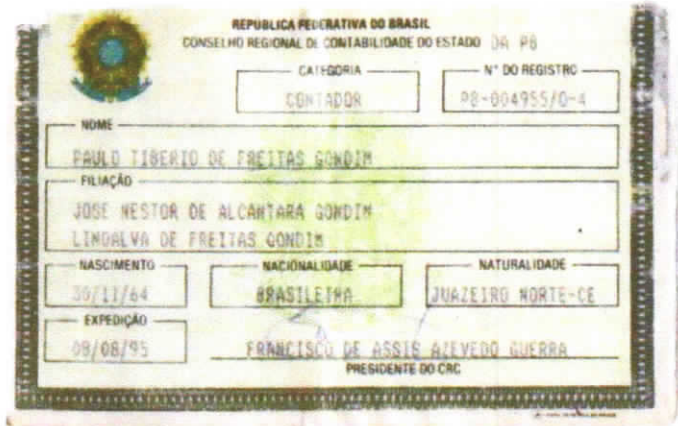 REPÚBLICA FEDERATIVA DO BRASIL
CONSELHO REGIONAL DE CONTABILIDADE DO ESTADO DA PB
CATEGORIA
CONTADOR
Nº DO REGISTRO
PB-004955/O-4
NOME
PAULO TIBERIO DE FREITAS GONDIM
FILIAÇÃO
JOSE NESTOR DE ALCANTARA GONDIM
LINDALVA DE FREITAS GONDIM
NASCIMENTO
30/11/64
NACIONALIDADE
BRASILEIRA
NATURALIDADE
JUAZEIRO NORTE-CE
EXPEDIÇÃO
09/08/95
FRANCISCO DE ASSIS AZEVEDO GUERRA
PRESIDENTE DO CRC